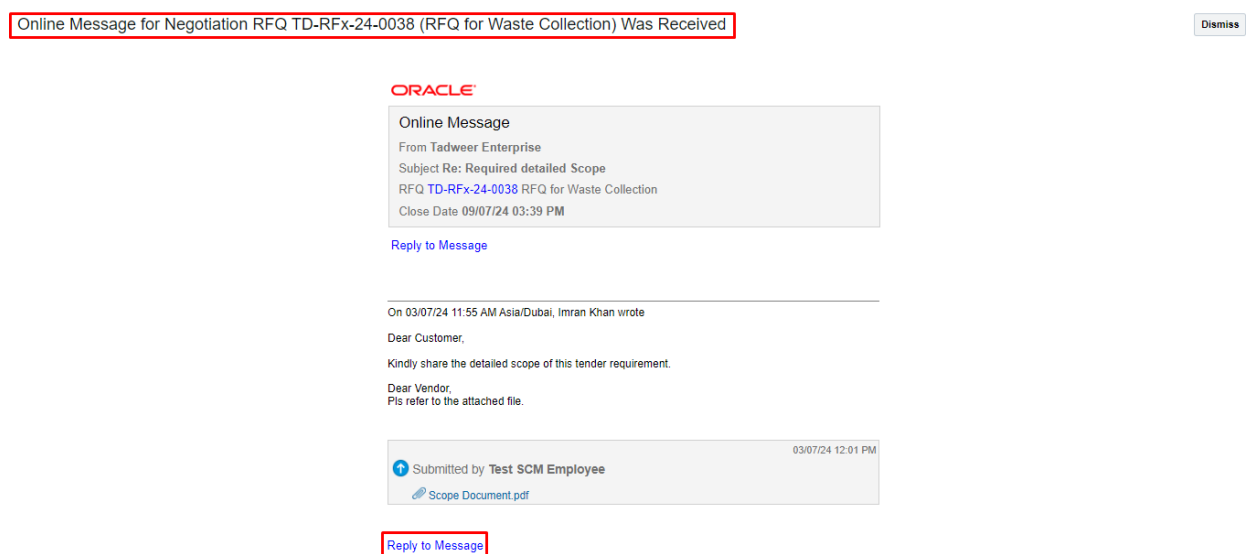 Online Message for Negotiation RFQ TD-RFx-24-0038 (RFQ for Waste Collection) Was Received
Dismiss
ORACLE
Online Message
From Tadweer Enterprise
Subject Re: Required detailed Scope
RFQ TD-RFx-24-0038 RFQ for Waste Collection
Close Date 09/07/24 03:39 PM
Reply to Message
On 03/07/24 11:55 AM Asia/Dubai, Imran Khan wrote
Dear Customer,
Kindly share the detailed scope of this tender requirement.
Dear Vendor,
Pls refer to the attached file.
03/07/24 12:01 PM
Submitted by Test SCM Employee
Scope Document.pdf
Reply to Message